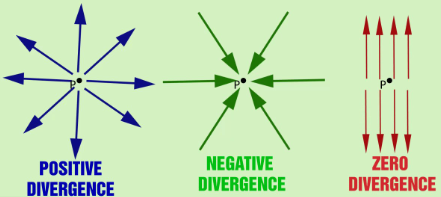 P
P
P
POSITIVE
DIVERGENCE
NEGATIVE
DIVERGENCE
ZERO
DIVERGENCE